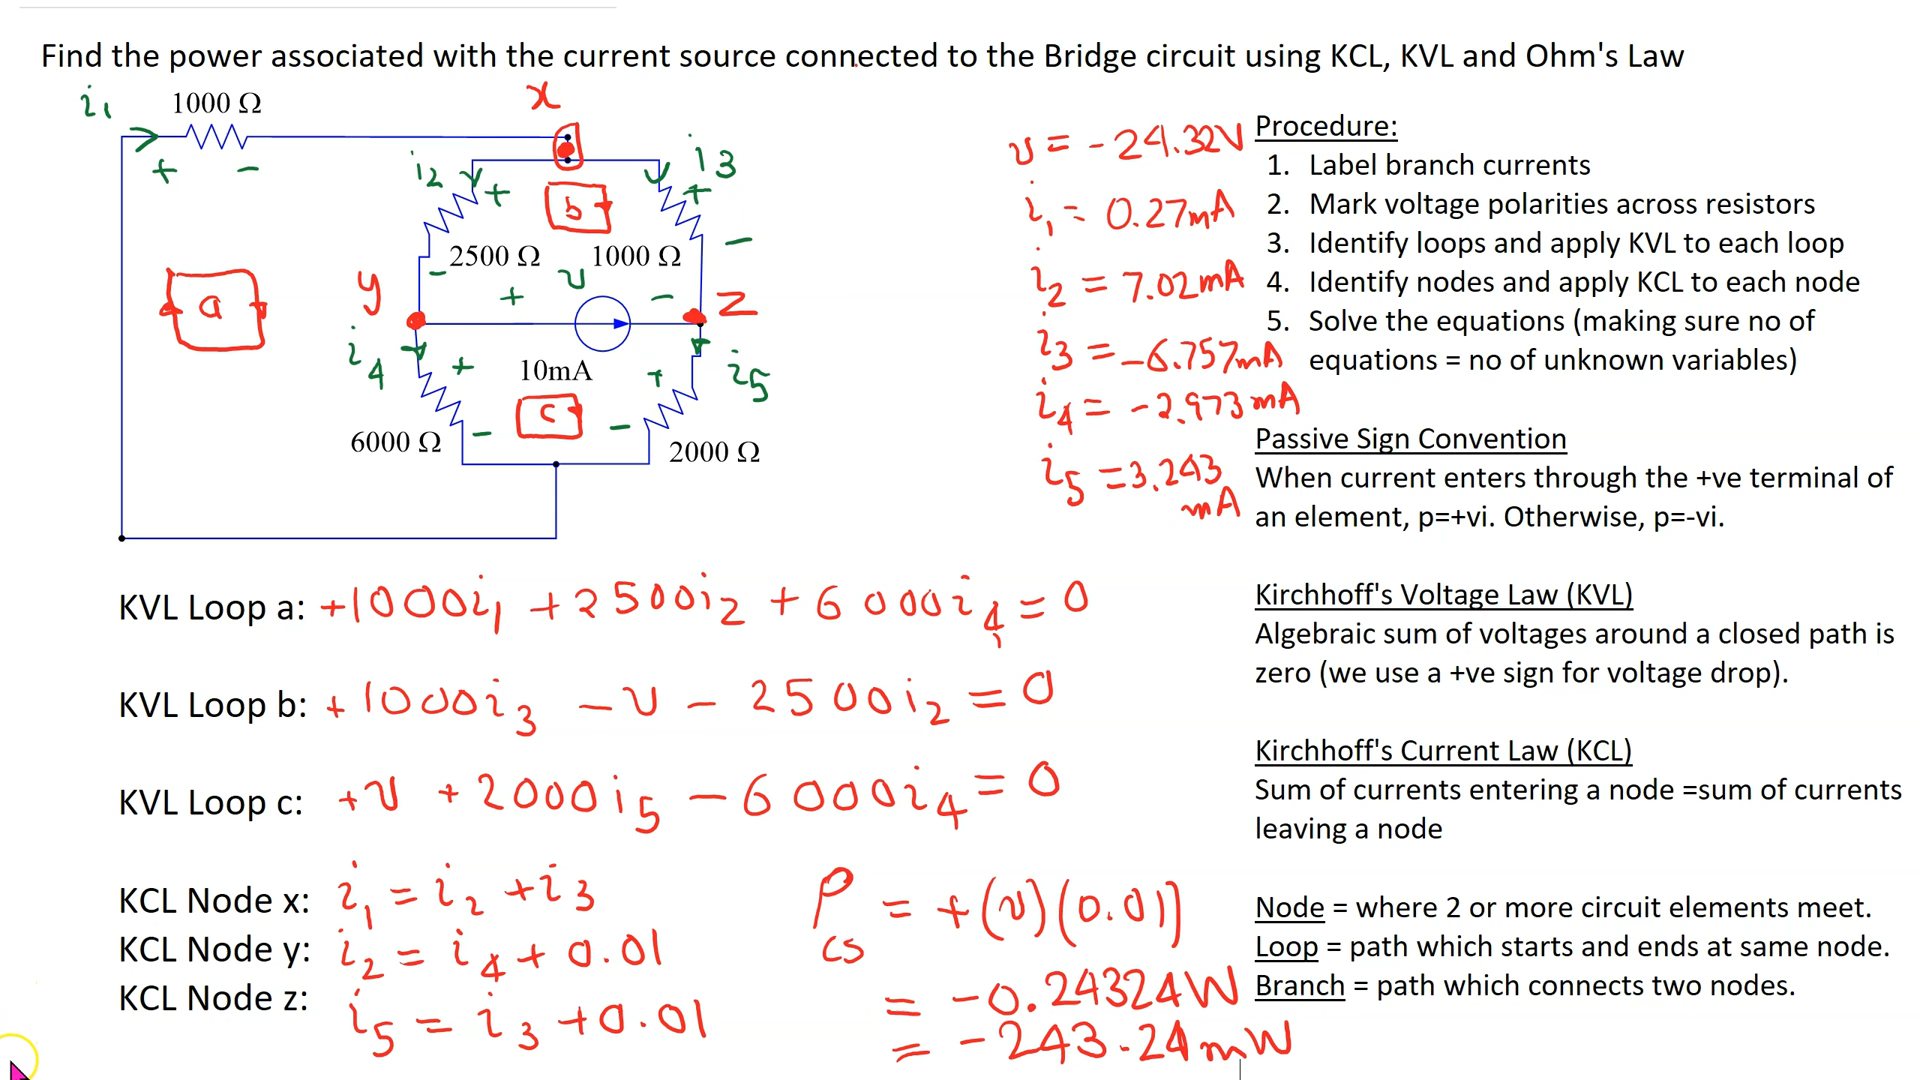 Find the power associated with the current source connected to the Bridge circuit using KCL, KVL and Ohm's Law
i₁
1000 Ω
x
+ -
i₂
+
i3
+
b
-
2500 Ω
1000 Ω
-
y
+ v -
z
a
i4
+
10mA
+
i5
c
-
-
6000 Ω
2000 Ω
v = -24.32V
i₁ = 0.27mA
i₂ = 7.02mA
i3 = -6.757mA
i4 = -2.973mA
i5 = 3.243
mA
Procedure:
1. Label branch currents
2. Mark voltage polarities across resistors
3. Identify loops and apply KVL to each loop
4. Identify nodes and apply KCL to each node
5. Solve the equations (making sure no of
equations = no of unknown variables)
Passive Sign Convention
When current enters through the +ve terminal of
an element, p=+vi. Otherwise, p=-vi.
Kirchhoff's Voltage Law (KVL)
Algebraic sum of voltages around a closed path is
zero (we use a +ve sign for voltage drop).
Kirchhoff's Current Law (KCL)
Sum of currents entering a node =sum of currents
leaving a node
Node = where 2 or more circuit elements meet.
Loop = path which starts and ends at same node.
Branch = path which connects two nodes.
KVL Loop a: +1000i₁ + 2500i₂ + 6000i4 = 0
KVL Loop b: +1000i3 - v - 2500i₂ = 0
KVL Loop c: +v + 2000i5 - 6000i4 = 0
KCL Node x: i₁ = i₂ + i3
KCL Node y: i₂ = i4 + 0.01
KCL Node z: i5 = i3 + 0.01
P = +(v)(0.01)
cs
= -0.24324W
= -243.24mW